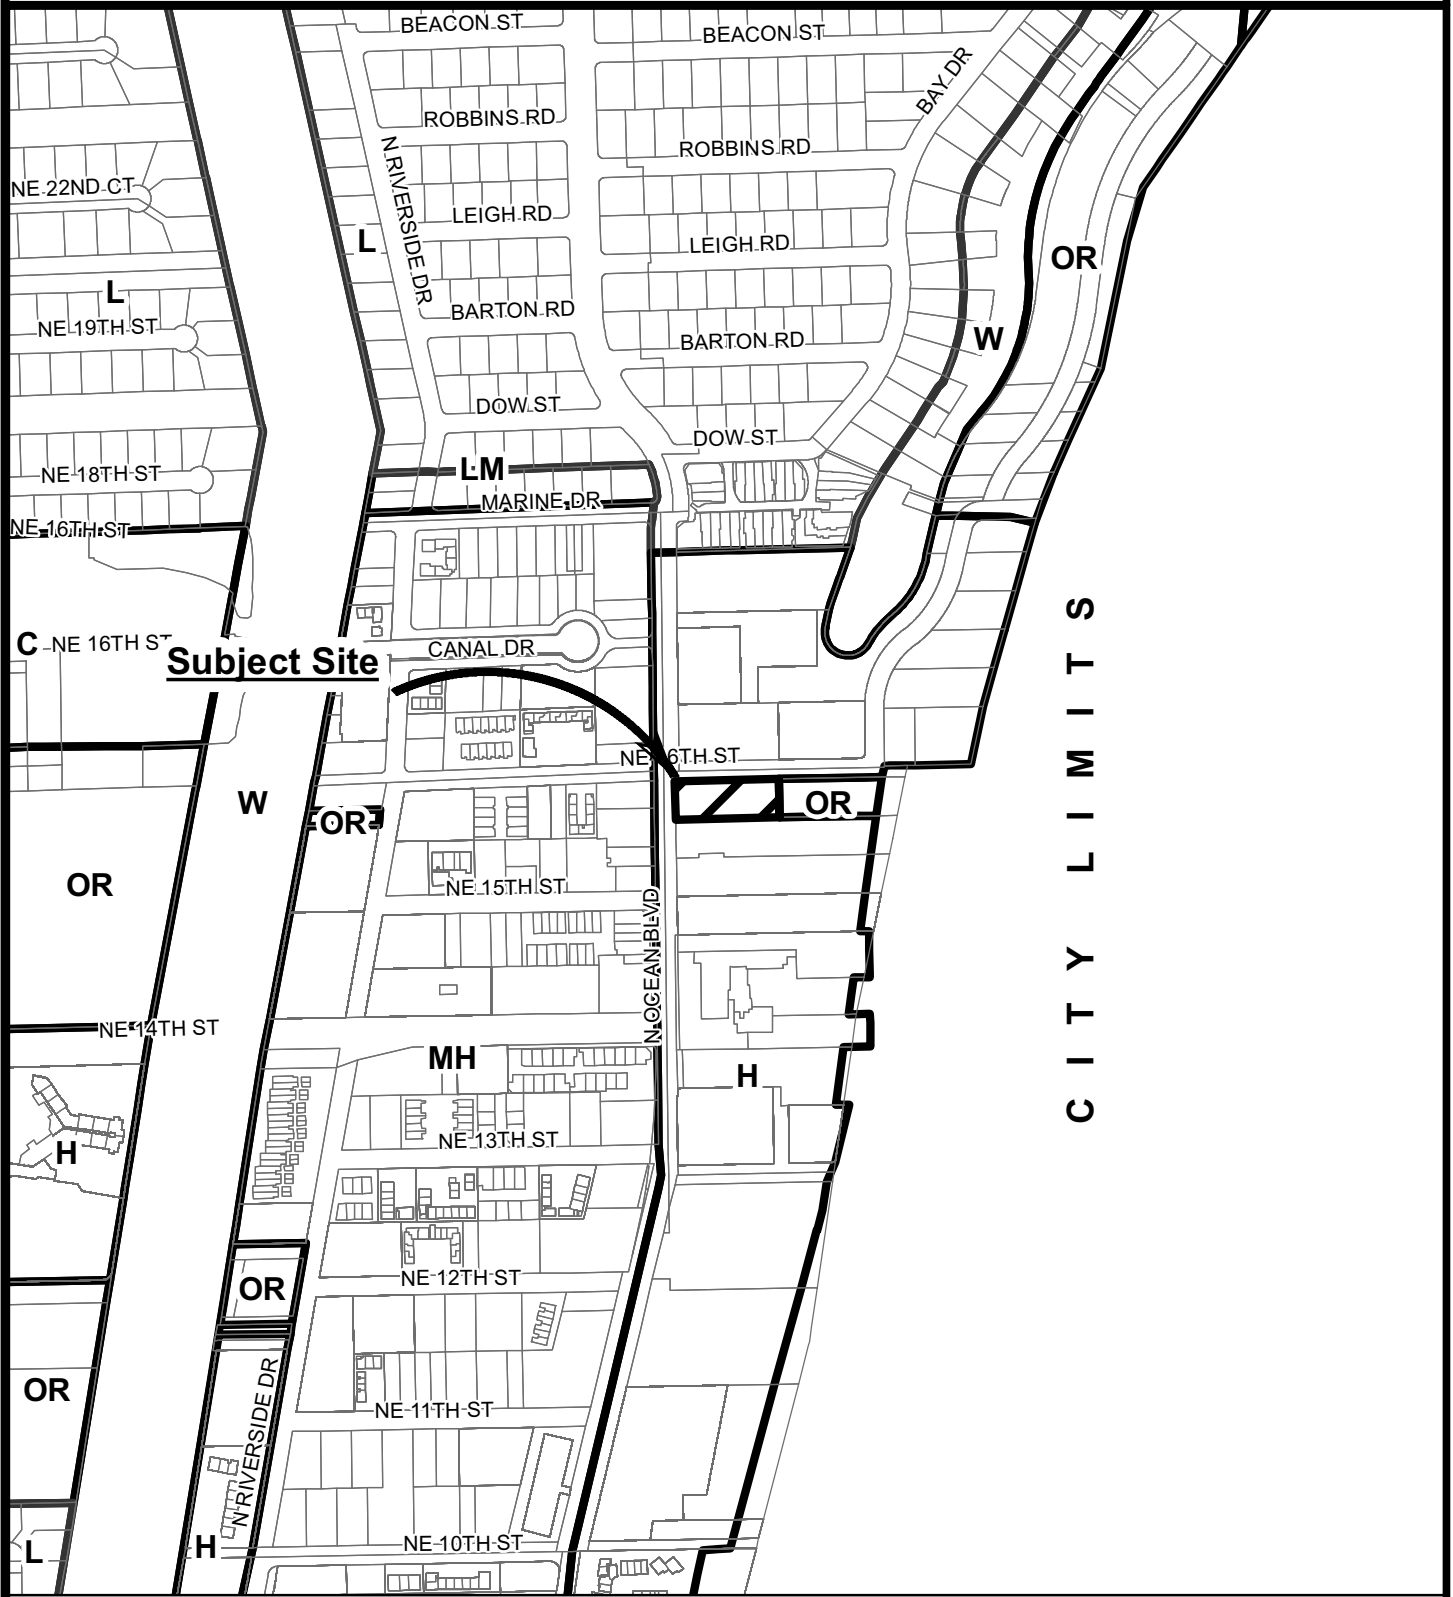 BEACON ST
BEACON ST
BAY DR
ROBBINS RD
ROBBINS RD
N RIVERSIDE DR
NE 22ND CT
LEIGH RD
L
LEIGH RD
OR
L
BARTON RD
NE 19TH ST
BARTON RD
W
DOW ST
DOW ST
LM
NE 18TH ST
MARINE DR
NE 16TH ST
C
NE 16TH ST
CANAL DR
Subject Site
CITY LIMITS
NE 16TH ST
W
OR
OR
OR
NE 15TH ST
N OCEAN BLVD
NE 14TH ST
MH
H
NE 13TH ST
H
NE 12TH ST
OR
OR
NE 11TH ST
N RIVERSIDE DR
NE 10TH ST
H
L